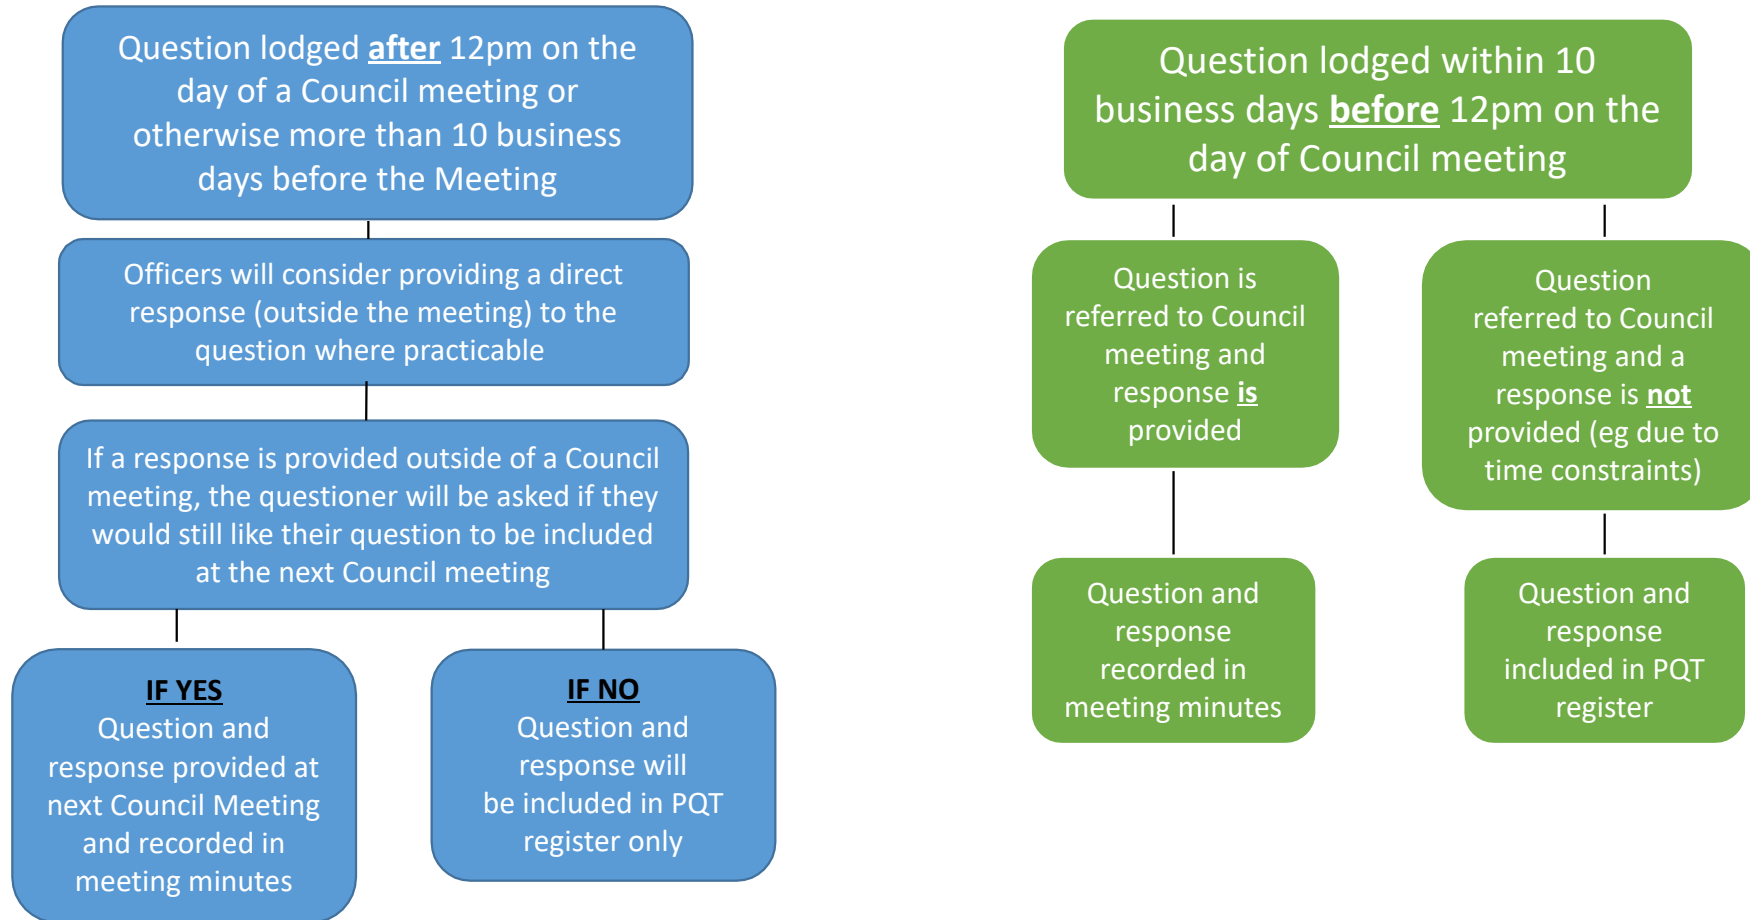 Question lodged after 12pm on the
day of a Council meeting or
otherwise more than 10 business
days before the Meeting
Officers will consider providing a direct
response (outside the meeting) to the
question where practicable
If a response is provided outside of a Council
meeting, the questioner will be asked if they
would still like their question to be included
at the next Council meeting
IF YES
Question and
response provided at
next Council Meeting
and recorded in
meeting minutes
IF NO
Question and
response will
be included in PQT
register only
Question lodged within 10
business days before 12pm on the
day of Council meeting
Question is
referred to Council
meeting and
response is
provided
Question and
response
recorded in
meeting minutes
Question
referred to Council
meeting and a
response is not
provided (eg due to
time constraints)
Question and
response
included in PQT
register